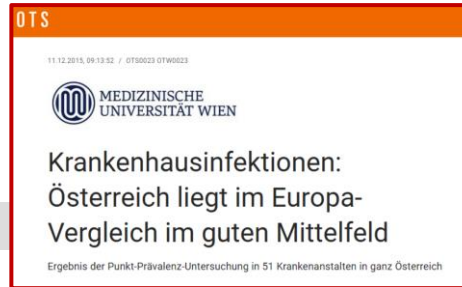 OTS
11.12.2015, 09:13:52 / OTS0023 OTW0023
MEDIZINISCHE
UNIVERSITÄT WIEN
Krankenhausinfektionen:
Österreich liegt im Europa-
Vergleich im guten Mittelfeld
Ergebnis der Punkt-Prävalenz-Untersuchung in 51 Krankenanstalten in ganz Österreich